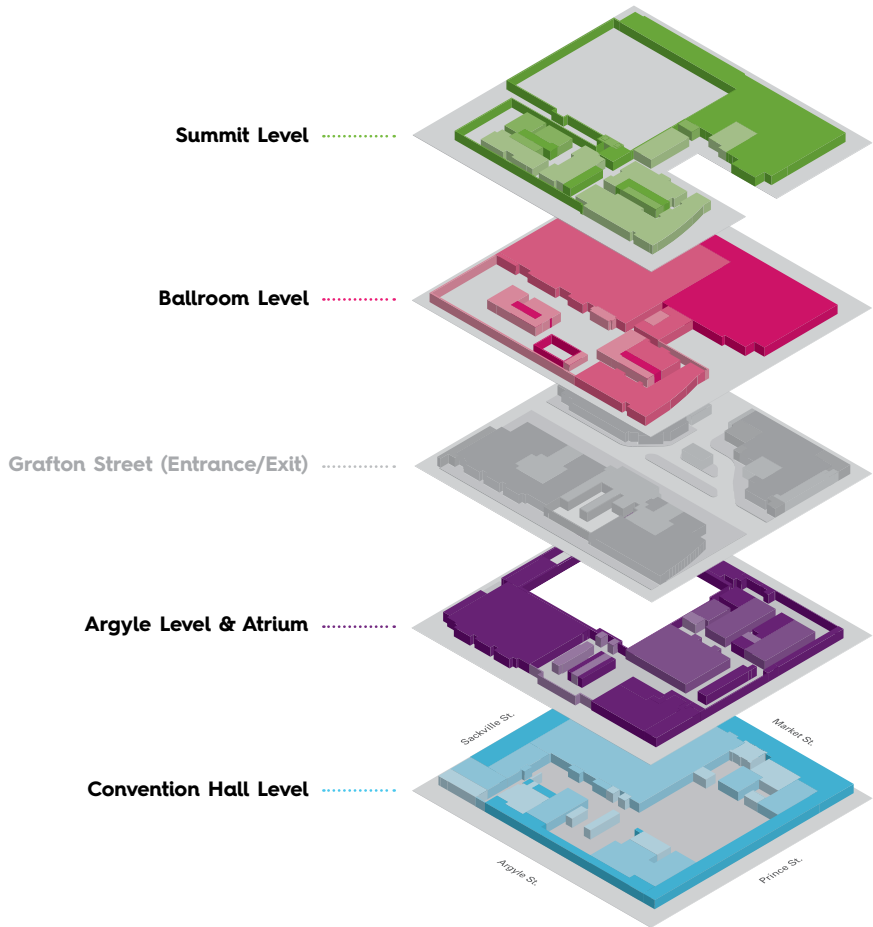 Summit Level
Ballroom Level
Grafton Street (Entrance/Exit)
Argyle Level & Atrium
Sackville St.
Market St.
Convention Hall Level
Argyle St.
Prince St.